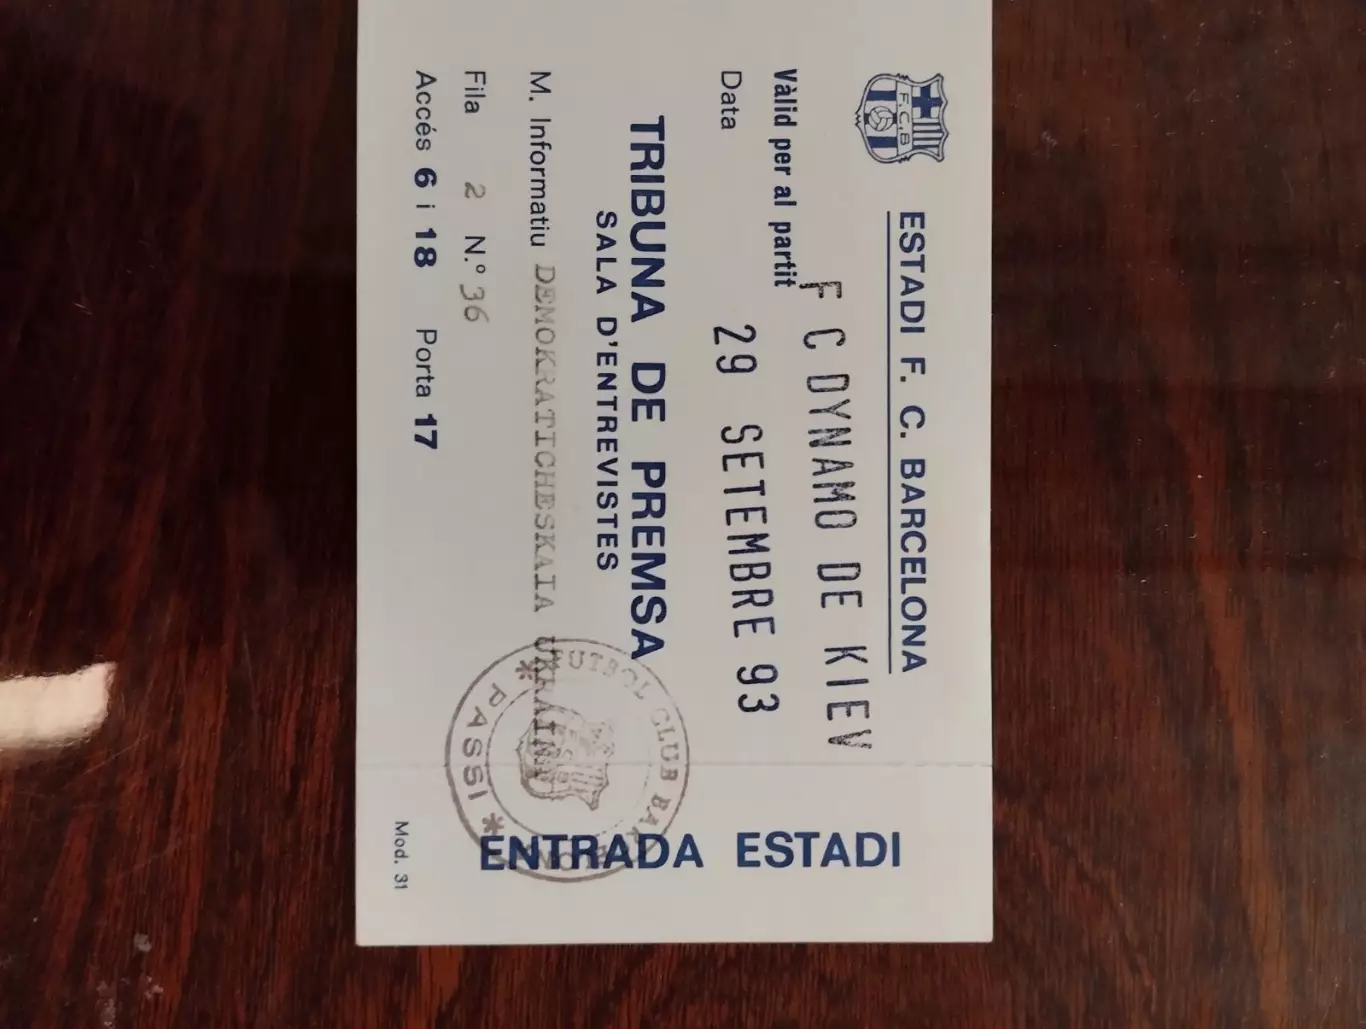 F.C.B
ESTADI F. C. BARCELONA
F C DYNAMO DE KIEV
Vàlid per al partit
Data 29 SETEMBRE 93
TRIBUNA DE PREMSA
SALA D'ENTREVISTES
M. Informatiu DEMOKRATICHESKAIA UKRAINA
Fila 2 N.° 36
Accés 6 i 18 Porta 17
FUTBOL CLUB BARCELONA
* PASSI *
ENTRADA ESTADI
Mod. 31